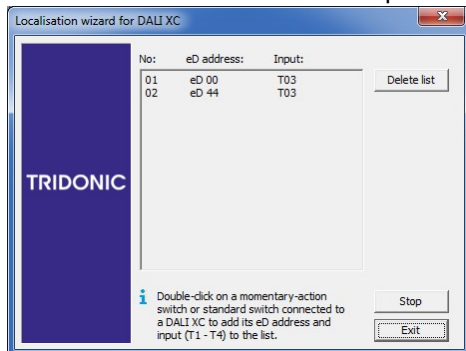 Localisation wizard for DALI XC
No: eD address: Input:
01 eD 00 T03
02 eD 44 T03
Delete list
TRIDONIC
i Double-click on a momentary-action
switch or standard switch connected to
a DALI XC to add its eD address and
input (T1 - T4) to the list.
Stop
Exit